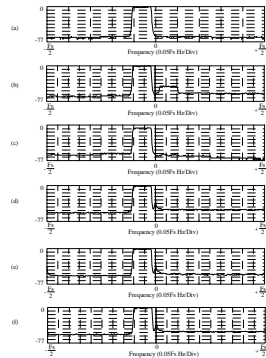 (a)
0
-77
- Fs/2
0
+ Fs/2
Frequency (0.05Fs Hz/Div)
(b)
0
-77
- Fs/2
0
+ Fs/2
Frequency (0.05Fs Hz/Div)
(c)
0
-77
- Fs/2
0
+ Fs/2
Frequency (0.05Fs Hz/Div)
(d)
0
-77
- Fs/2
0
+ Fs/2
Frequency (0.05Fs Hz/Div)
(e)
0
-77
- Fs/2
0
+ Fs/2
Frequency (0.05Fs Hz/Div)
(f)
0
-77
- Fs/2
0
+ Fs/2
Frequency (0.05Fs Hz/Div)